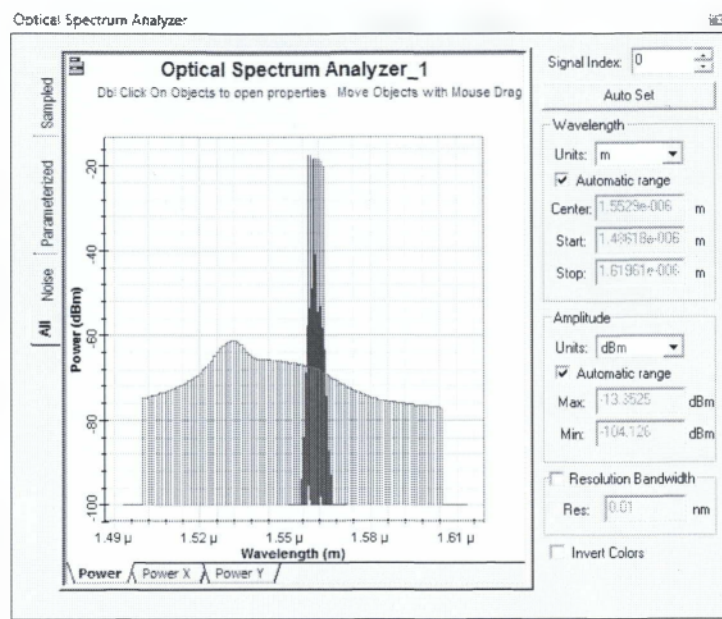 Optical Spectrum Analyzer
Optical Spectrum Analyzer_1
Dbl Click On Objects to open properties Move Objects with Mouse Drag
Sampled
Parameterized
Noise
All
Power (dBm)
-20
-40
-60
-80
-100
1.49 µ 1.52 µ 1.55 µ 1.58 µ 1.61 µ
Wavelength (m)
Power Power X Power Y
Signal Index: 0
Auto Set
Wavelength
Units: m
Automatic range
Center: 1.5529e-006 m
Start: 1.48618e-006 m
Stop: 1.61961e-006 m
Amplitude
Units: dBm
Automatic range
Max: -13.3525 dBm
Min: -104.126 dBm
Resolution Bandwidth
Res: 0.01 nm
Invert Colors